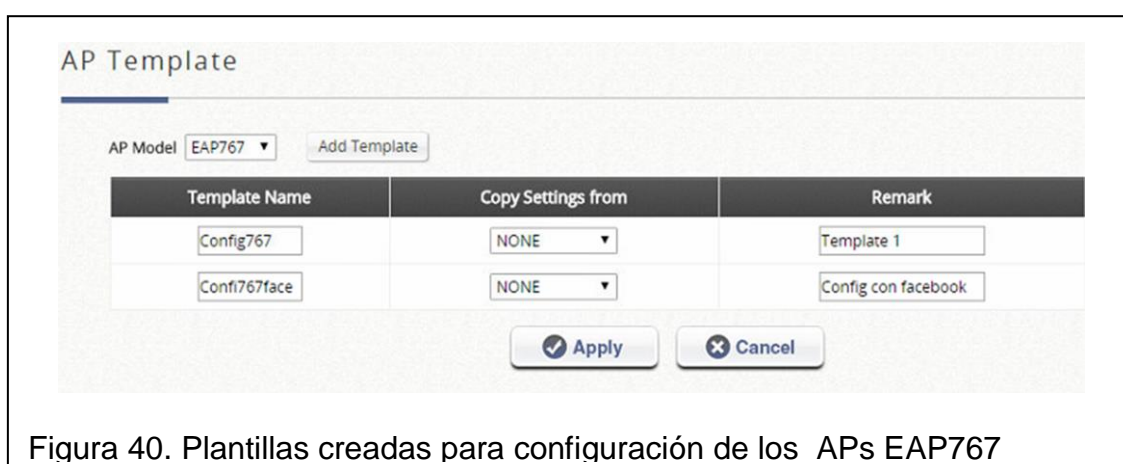 AP Template
AP Model EAP767 Add Template
Template Name Copy Settings from Remark
Config767 NONE Template 1
Confi767face NONE Config con facebook
Apply Cancel
Figura 40. Plantillas creadas para configuración de los APs EAP767